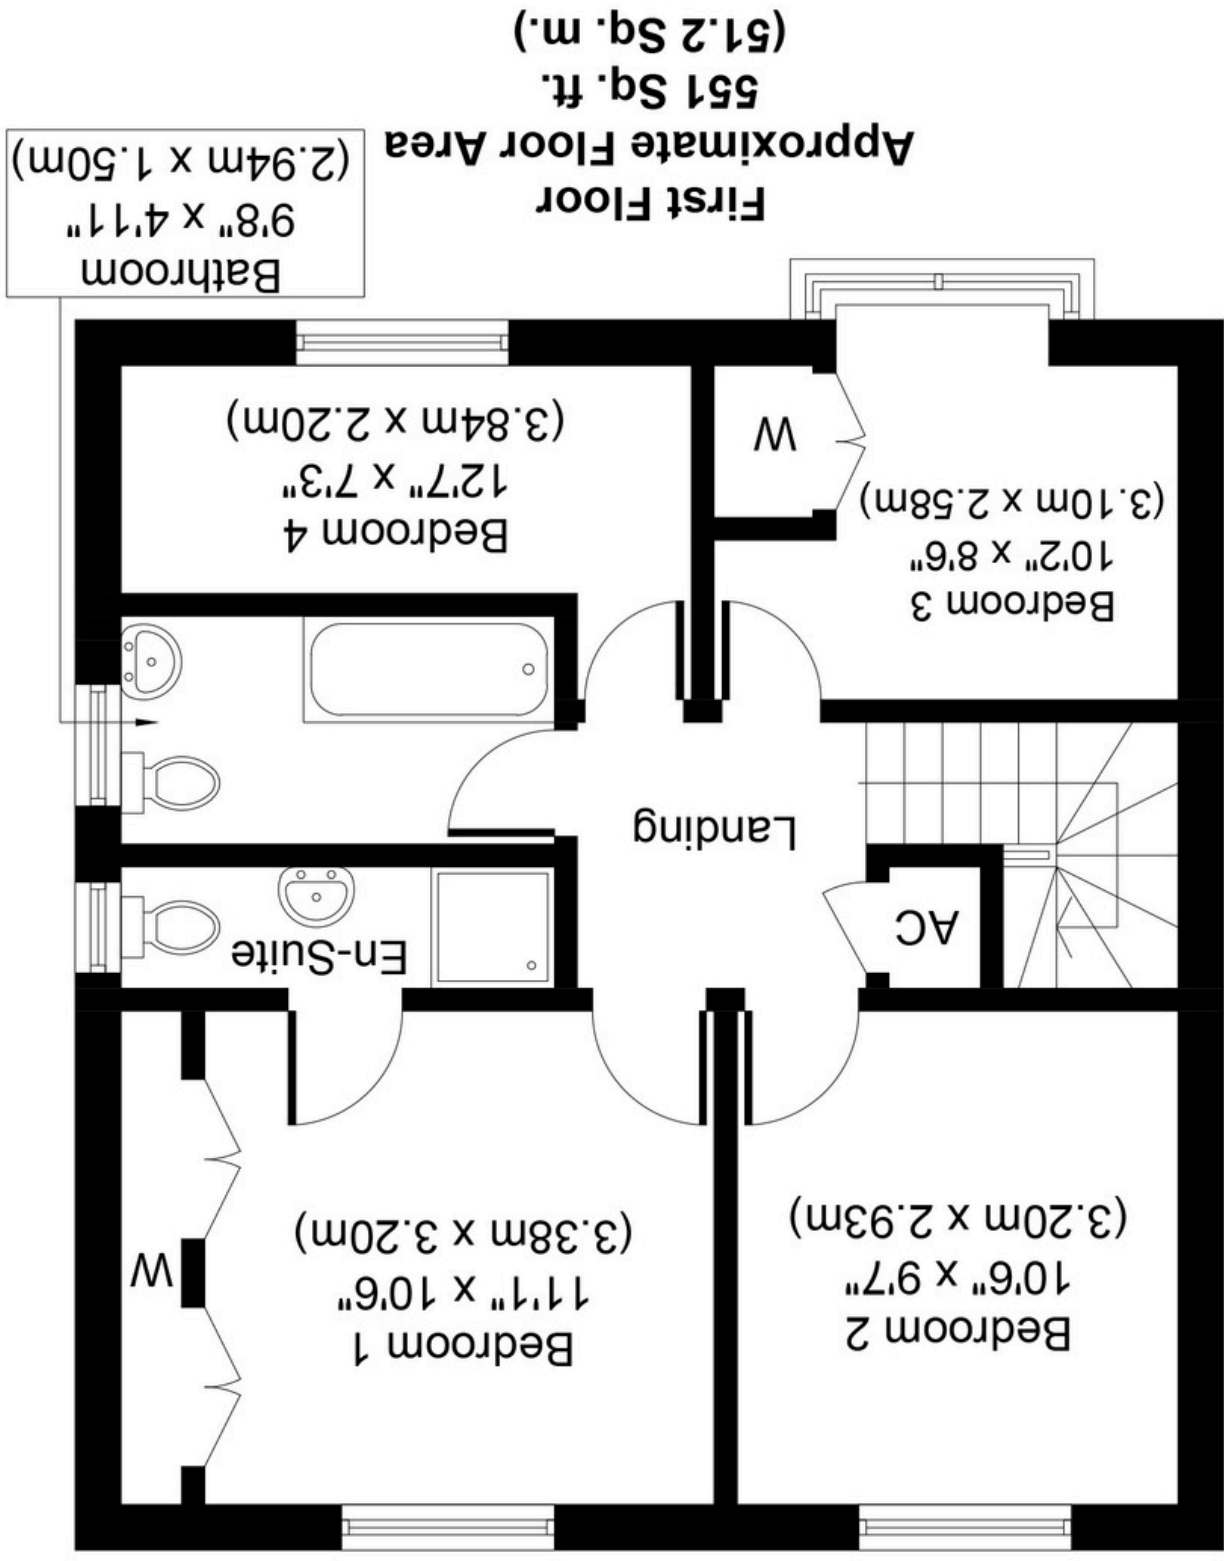 Bedroom 2
10'6" x 9'7"
(3.20m x 2.93m)
Bedroom 1
11'1" x 10'6"
(3.38m x 3.20m)
W
AC
En-Suite
Landing
Bedroom 3
10'2" x 8'6"
(3.10m x 2.58m)
W
Bedroom 4
12'7" x 7'3"
(3.84m x 2.20m)
Bathroom
9'8" x 4'11"
(2.94m x 1.50m)
First Floor
Approximate Floor Area
551 Sq. ft.
(51.2 Sq. m.)